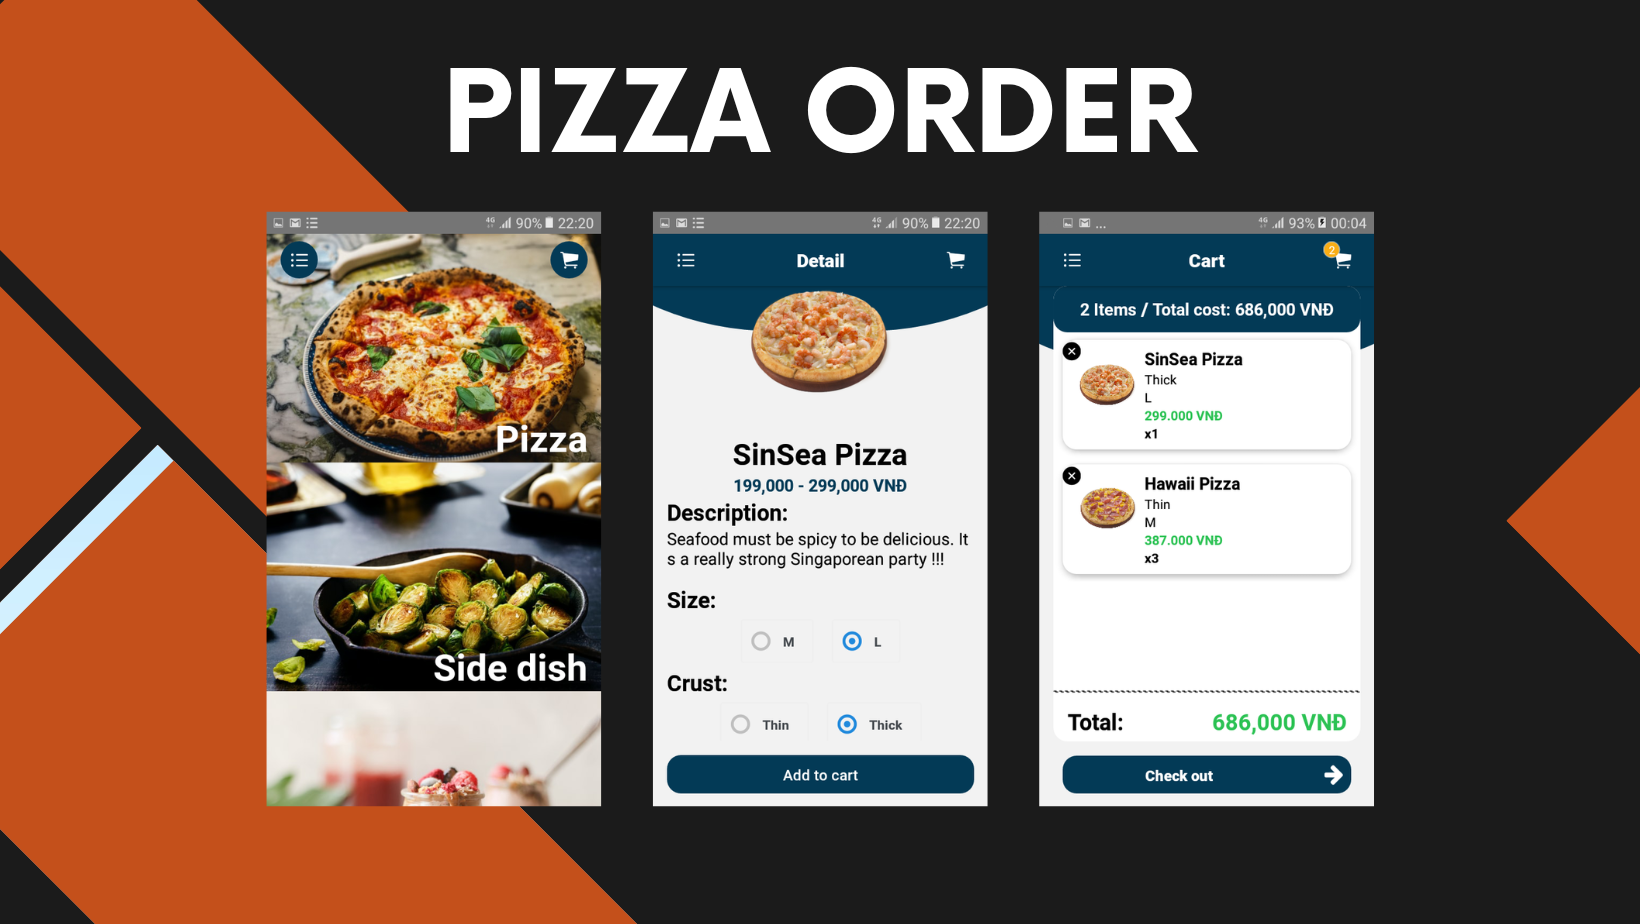 PIZZA ORDER
4G 90% 22:20
Pizza
Side dish
4G 90% 22:20
Detail
SinSea Pizza
199,000 - 299,000 VNĐ
Description:
Seafood must be spicy to be delicious. It
s a really strong Singaporean party !!!
Size:
M L
Crust:
Thin Thick
Add to cart
... 4G 93% 00:04
Cart 2
2 Items / Total cost: 686,000 VNĐ
SinSea Pizza
Thick
L
299.000 VNĐ
x1
Hawaii Pizza
Thin
M
387.000 VNĐ
x3
Total: 686,000 VNĐ
Check out